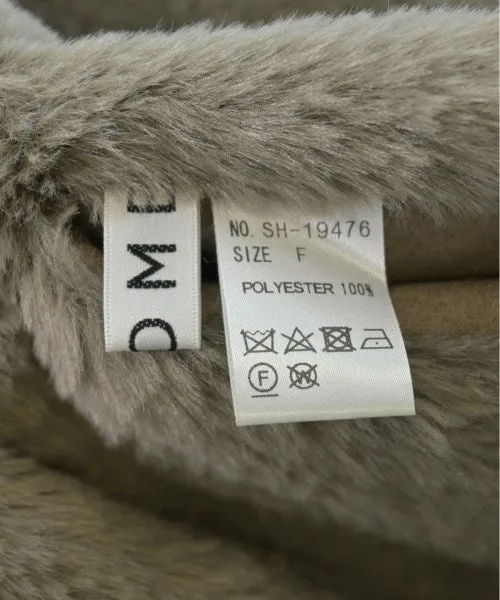 NO. SH-19476
SIZE F
POLYESTER 100%
F
W